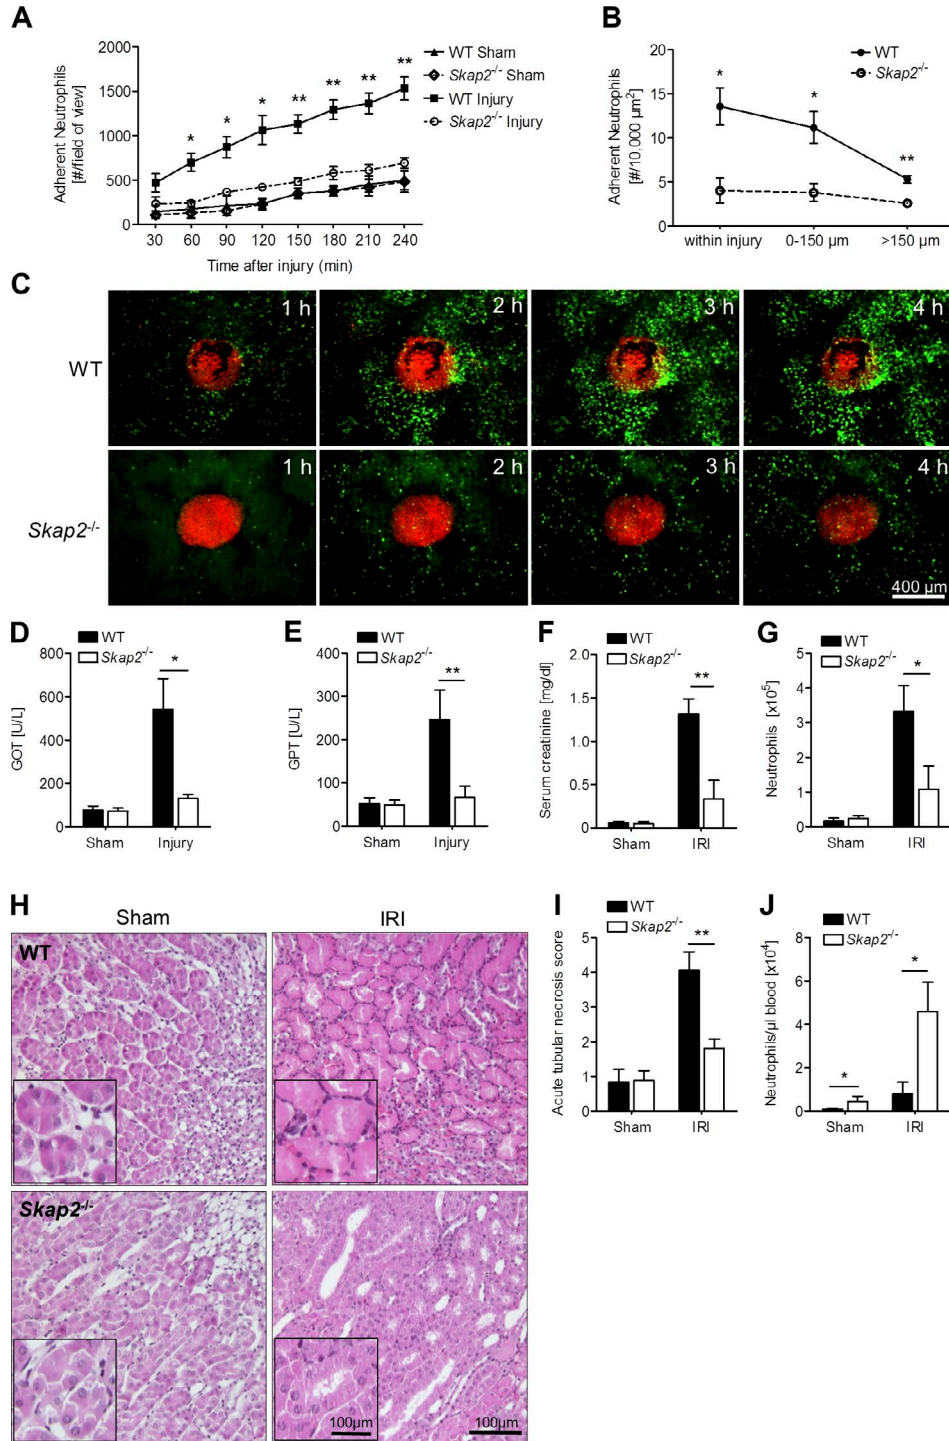 A
Adherent Neutrophils
[#/field of view]
2000
1500
1000
500
0
* * * ** ** ** **
30 60 90 120 150 180 210 240
Time after injury (min)
WT Sham
Skap2-/- Sham
WT Injury
Skap2-/- Injury
B
Adherent Neutrophils
[#/10,000 µm²]
20
15
10
5
0
* * **
within injury 0-150 µm >150 µm
WT
Skap2-/-
C
WT
1 h 2 h 3 h 4 h
Skap2-/-
1 h 2 h 3 h 4 h
400 µm
D
WT
Skap2-/-
GOT [U/L]
800
600
400
200
0
*
Sham Injury
E
WT
Skap2-/-
GPT [U/L]
400
300
200
100
0
**
Sham Injury
F
WT
Skap2-/-
Serum creatinine [mg/dl]
2.0
1.5
1.0
0.5
0
**
Sham IRI
G
WT
Skap2-/-
Neutrophils [x10⁵]
5
4
3
2
1
0
*
Sham IRI
H
Sham IRI
WT
Skap2-/-
100µm 100µm
I
WT
Skap2-/-
Acute tubular necrosis score
5
4
3
2
1
0
**
Sham IRI
J
WT
Skap2-/-
Neutrophils/µl blood [x10⁴]
8
6
4
2
0
* *
Sham IRI